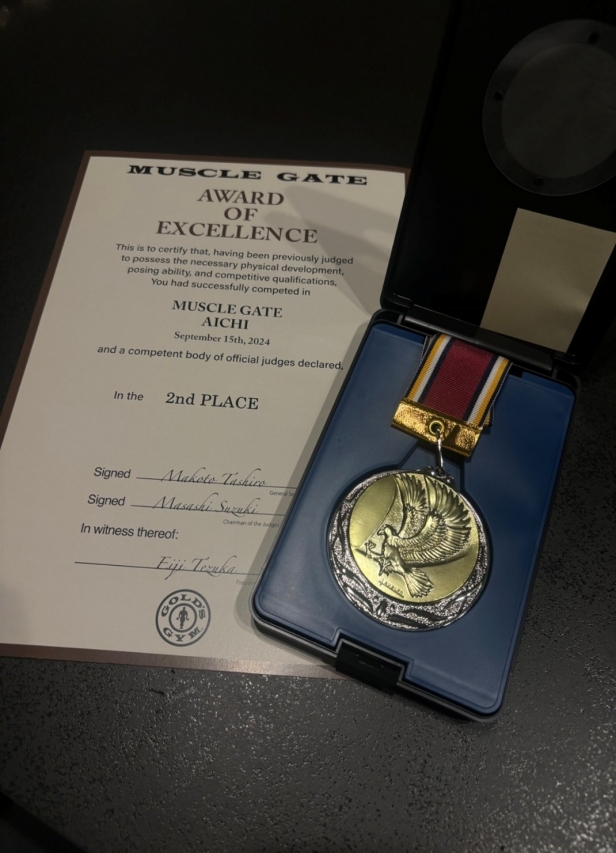 MUSCLE GATE
AWARD
OF
EXCELLENCE
This is to certify that, having been previously judged
to possess the necessary physical development,
posing ability, and competitive qualifications,
You had successfully competed in
MUSCLE GATE
AICHI
September 15th, 2024
and a competent body of official judges declared,
In the 2nd PLACE
Signed Makoto Tashiro
General
Signed Masashi Suzuki
Chairman of the Judges
In witness thereof:
Eiji Tezuka
GOLD'S
GYM